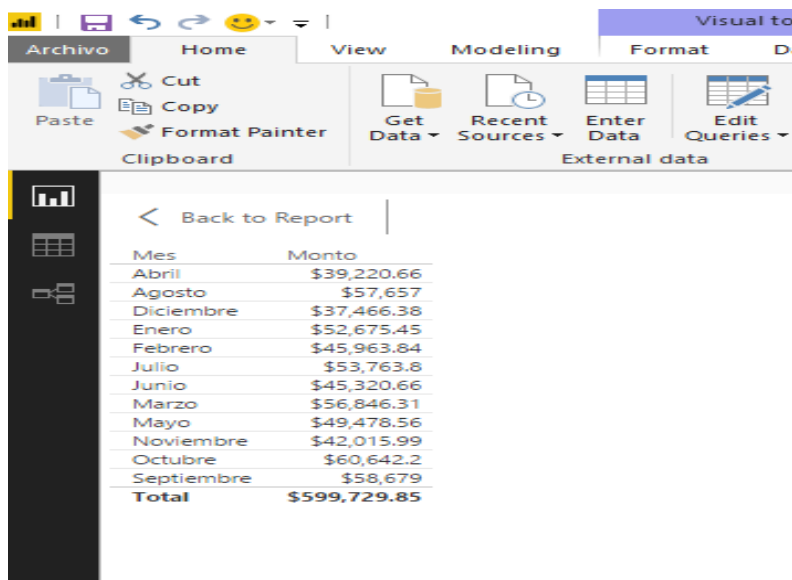 Visual to
Archivo Home View Modeling Format D
Cut
Copy
Format Painter
Paste
Get Data
Recent Sources
Enter Data
Edit Queries
Clipboard
External data
Back to Report
Mes Monto
Abril $39,220.66
Agosto $57,657
Diciembre $37,466.38
Enero $52,675.45
Febrero $45,963.84
Julio $53,763.8
Junio $45,320.66
Marzo $56,846.31
Mayo $49,478.56
Noviembre $42,015.99
Octubre $60,642.2
Septiembre $58,679
Total $599,729.85